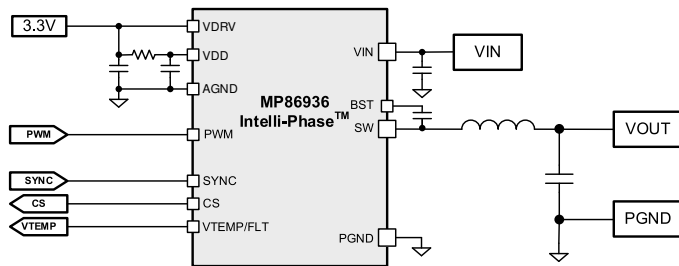 3.3V
VDRV
VDD
AGND
PWM
PWM
SYNC
SYNC
CS
CS
VTEMP
VTEMP/FLT
MP86936
Intelli-Phase™
VIN
VIN
BST
SW
VOUT
PGND
PGND